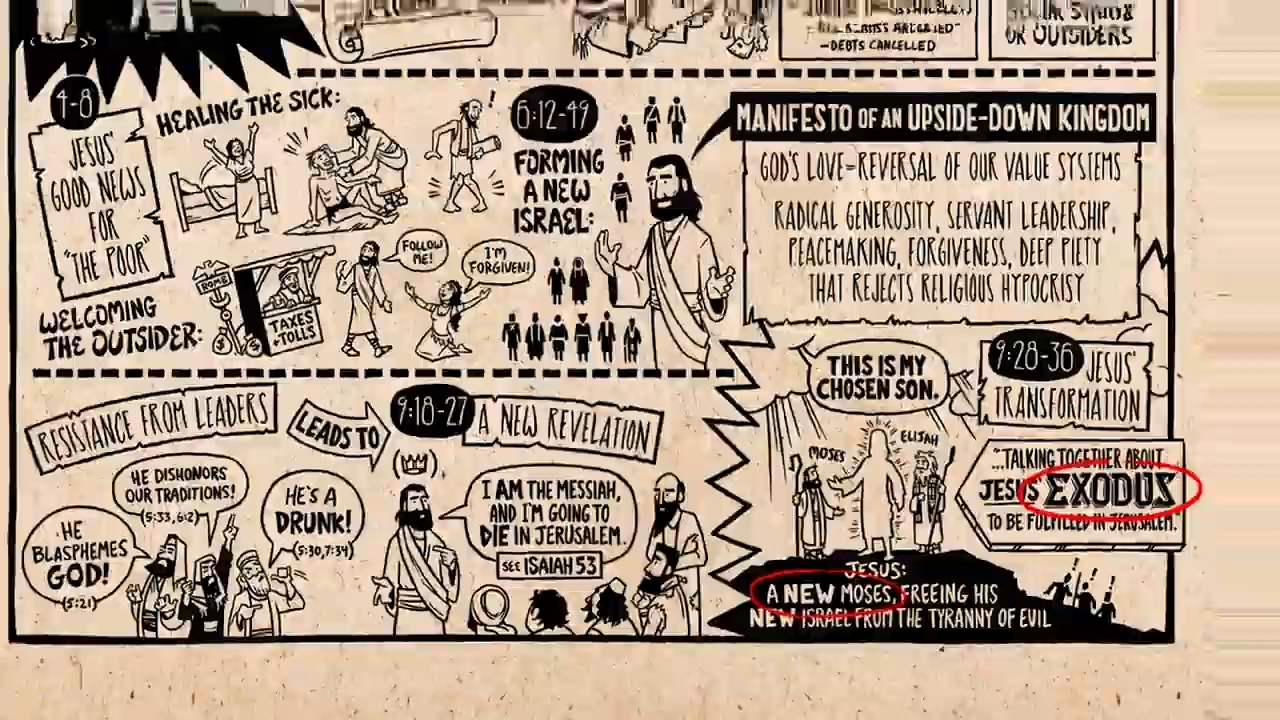 —DEBTS CANCELLED
OR OUTSIDERS
4-8
JESUS'
GOOD NEWS
FOR
"THE POOR"
HEALING THE SICK:
WELCOMING
THE OUTSIDER:
ROME
TAXES
+TOLLS
FOLLOW
ME!
I'M
FORGIVEN!
!
6:12-49
FORMING
A NEW
ISRAEL:
MANIFESTO OF AN UPSIDE-DOWN KINGDOM
GOD'S LOVE=REVERSAL OF OUR VALUE SYSTEMS
RADICAL GENEROSITY, SERVANT LEADERSHIP,
PEACEMAKING, FORGIVENESS, DEEP PIETY
THAT REJECTS RELIGIOUS HYPOCRISY
RESISTANCE FROM LEADERS
LEADS TO
9:18-27
A NEW REVELATION
HE
BLASPHEMES
GOD!
(5:21)
HE DISHONORS
OUR TRADITIONS!
(5:33, 6:2)
HE'S A
DRUNK!
(5:30, 7:34)
I AM THE MESSIAH,
AND I'M GOING TO
DIE IN JERUSALEM.
SEE ISAIAH 53
THIS IS MY
CHOSEN SON.
9:28-36
JESUS'
TRANSFORMATION
MOSES
ELIJAH
"...TALKING TOGETHER ABOUT
JESUS' EXODUS
TO BE FULFILLED IN JERUSALEM."
JESUS:
A NEW MOSES, FREEING HIS
NEW ISRAEL FROM THE TYRANNY OF EVIL